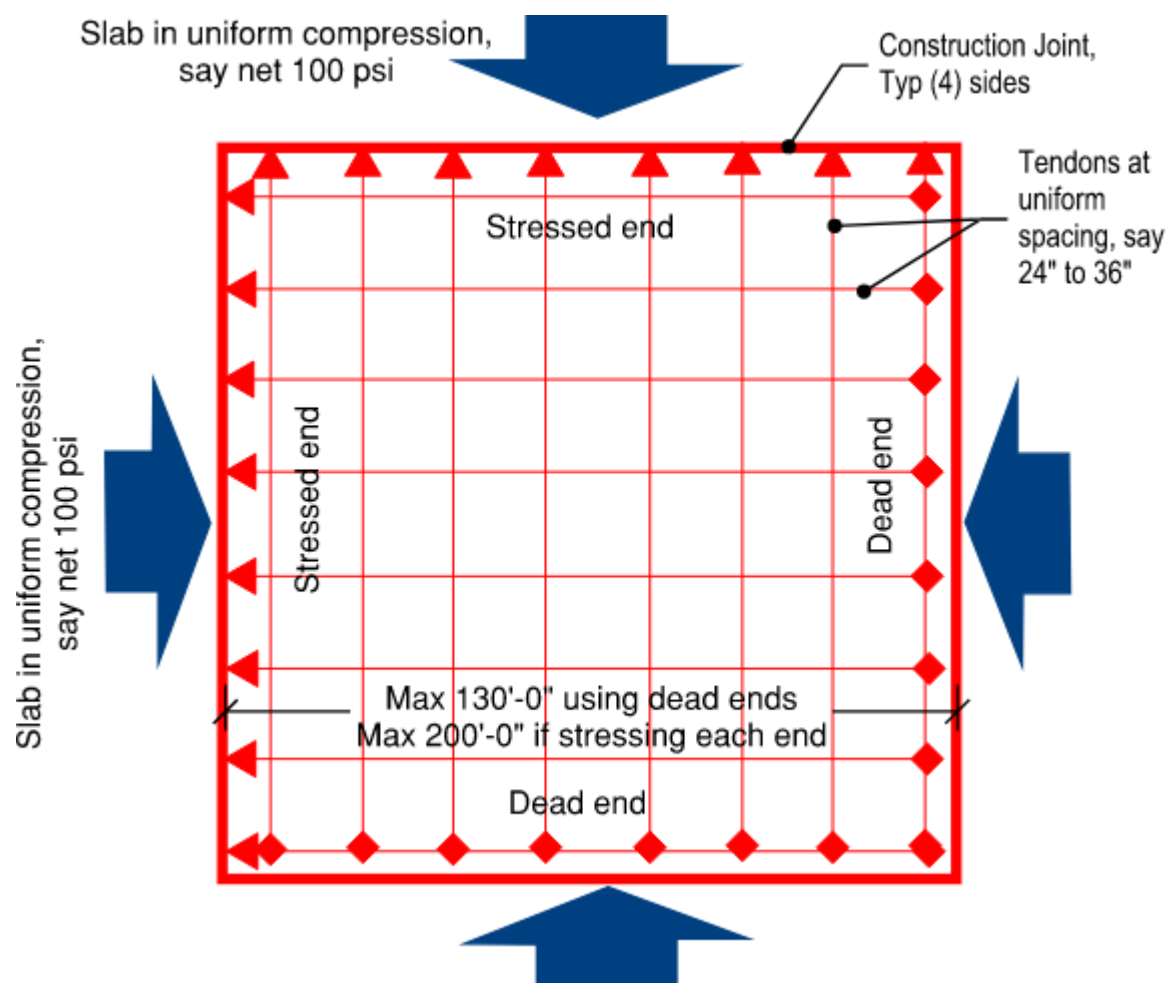 Slab in uniform compression,
say net 100 psi
Construction Joint,
Typ (4) sides
Tendons at
uniform
spacing, say
24" to 36"
Stressed end
Slab in uniform compression,
say net 100 psi
Stressed end
Dead end
Max 130'-0" using dead ends
Max 200'-0" if stressing each end
Dead end